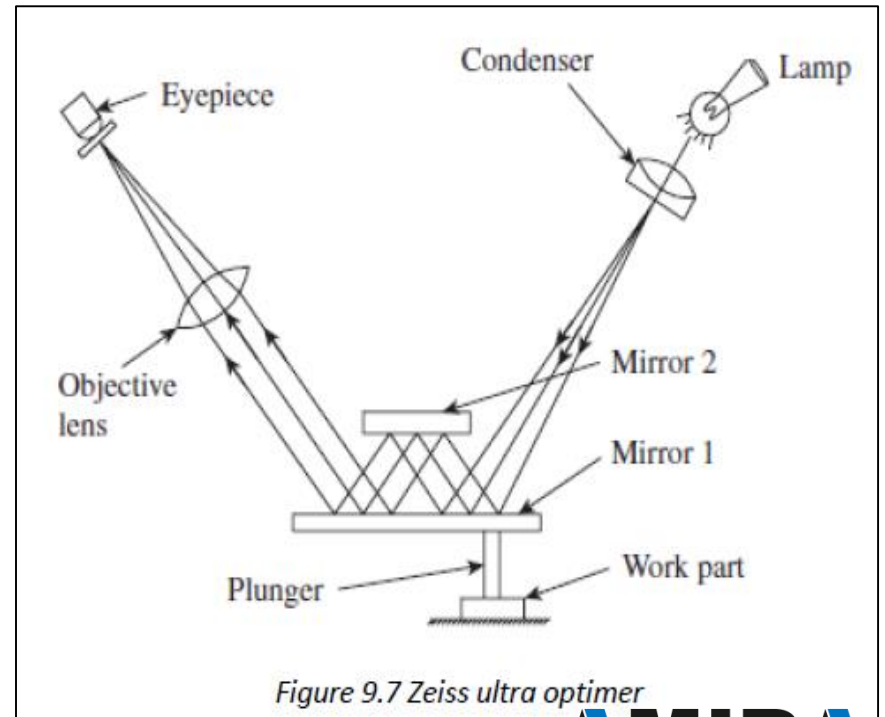 Condenser
Lamp
Eyepiece
Mirror 2
Objective
lens
Mirror 1
Work part
Plunger
Figure 9.7 Zeiss ultra optimer